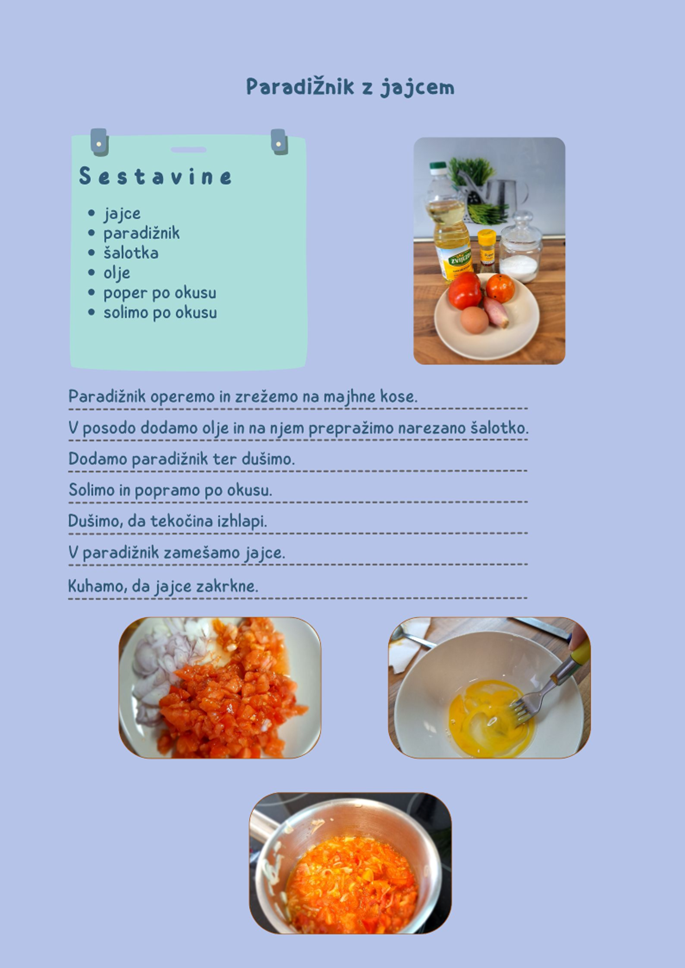 Paradižnik z jajcem
Sestavine
jajce
paradižnik
šalotka
olje
poper po okusu
solimo po okusu
Paradižnik operemo in zrežemo na majhne kose.
V posodo dodamo olje in na njem prepražimo narezano šalotko.
Dodamo paradižnik ter dušimo.
Solimo in popramo po okusu.
Dušimo, da tekočina izhlapi.
V paradižnik zamešamo jajce.
Kuhamo, da jajce zakrkne.